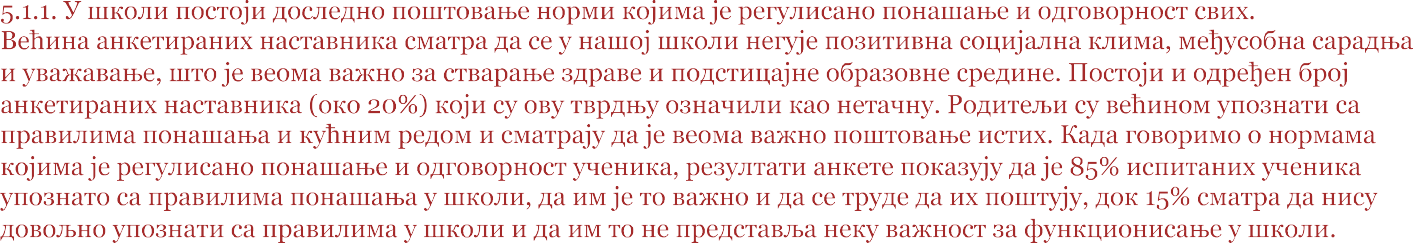 5.1.1. У школи постоји доследно поштовање норми којима је регулисано понашање и одговорност свих.
Већина анкетираних наставника сматра да се у нашој школи негује позитивна социјална клима, међусобна сарадња
и уважавање, што је веома важно за стварање здраве и подстицајне образовне средине. Постоји и одређен број
анкетираних наставника (око 20%) који су ову тврдњу означили као нетачну. Родитељи су већином упознати са
правилима понашања и кућним редом и сматрају да је веома важно поштовање истих. Када говоримо о нормама
којима је регулисано понашање и одговорност ученика, резултати анкете показују да је 85% испитаних ученика
упознато са правилима понашања у школи, да им је то важно и да се труде да их поштују, док 15% сматра да нису
довољно упознати са правилима у школи и да им то не представља неку важност за функционисање у школи.